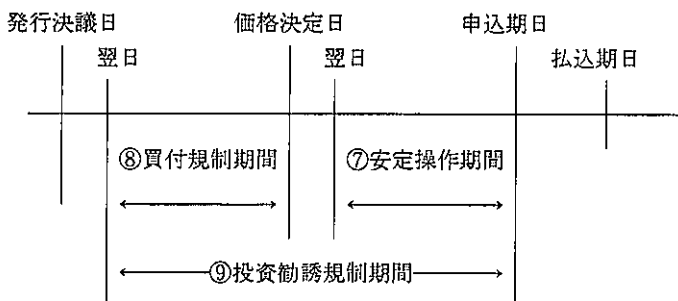 発行決議日 価格決定日 申込期日
翌日 翌日 払込期日
⑧買付規制期間 ⑦安定操作期間
⑨投資勧誘規制期間